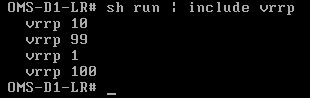 OMS-D1-LR# sh run | include vrrp
vrrp 10
vrrp 99
vrrp 1
vrrp 100
OMS-D1-LR# _